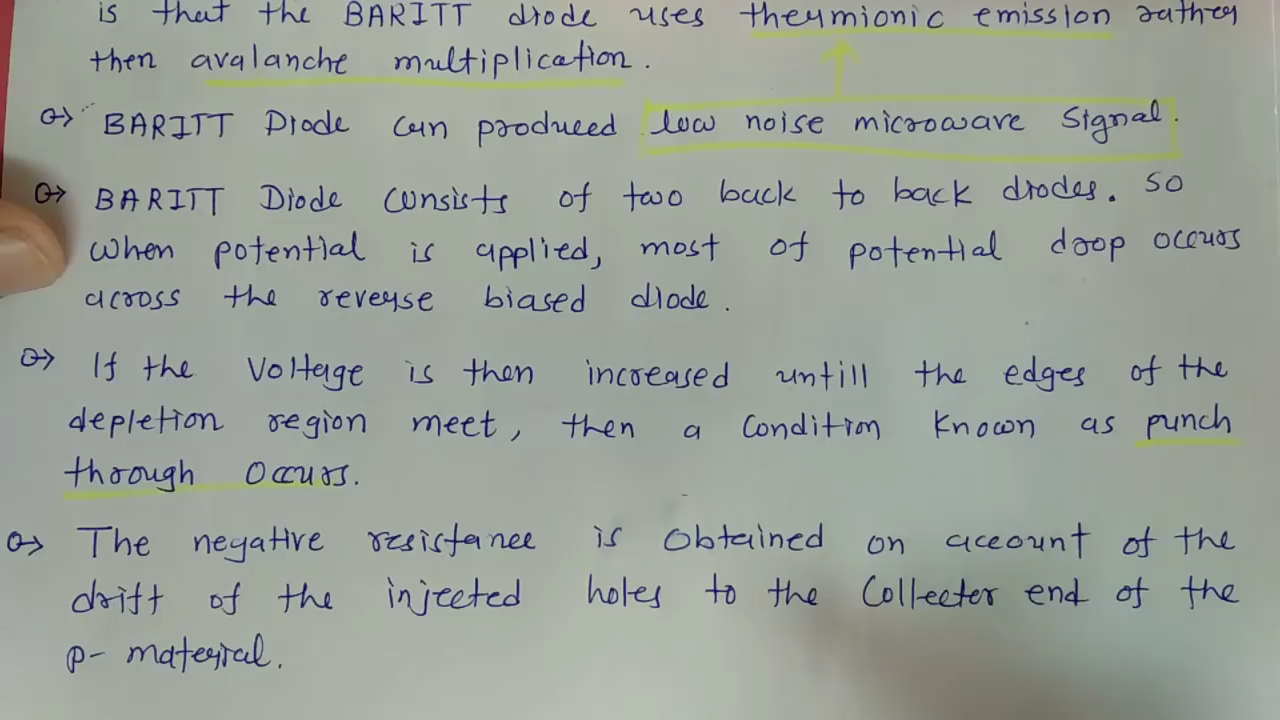 is that the BARITT diode uses thermionic emission rather
then avalanche multiplication.
BARITT Diode can produced low noise microwave signal.
BARITT Diode consists of two back to back diodes. So
when potential is applied, most of potential drop occurs
across the reverse biased diode.
If the Voltage is then increased untill the edges of the
depletion region meet, then a condition known as punch
through occurs.
The negative resistance is obtained on account of the
drift of the injected holes to the collecter end of the
p- material.